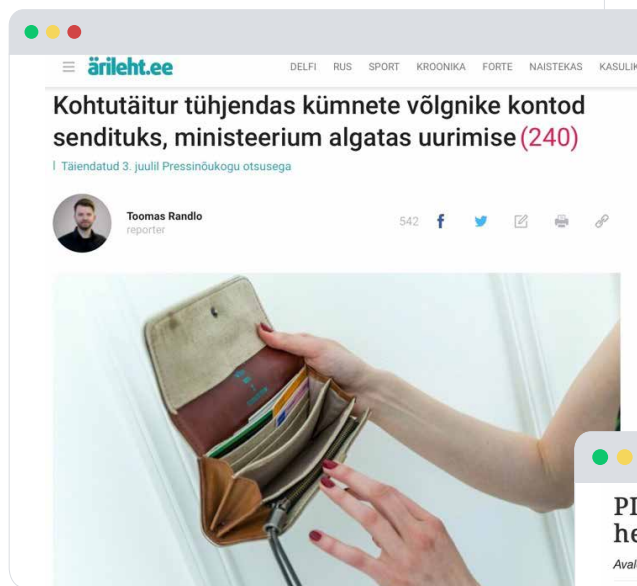 ärileht.ee
DELFI RUS SPORT KROONIKA FORTE NAISTEKAS
Kohtutäitur tühjendas kümnete võlgnike kontod
sendituks, ministeerium algatas uurimise (240)
Täiendatud 3. juulil Pressinõukogu otsusega
Toomas Randlo
reporter
542